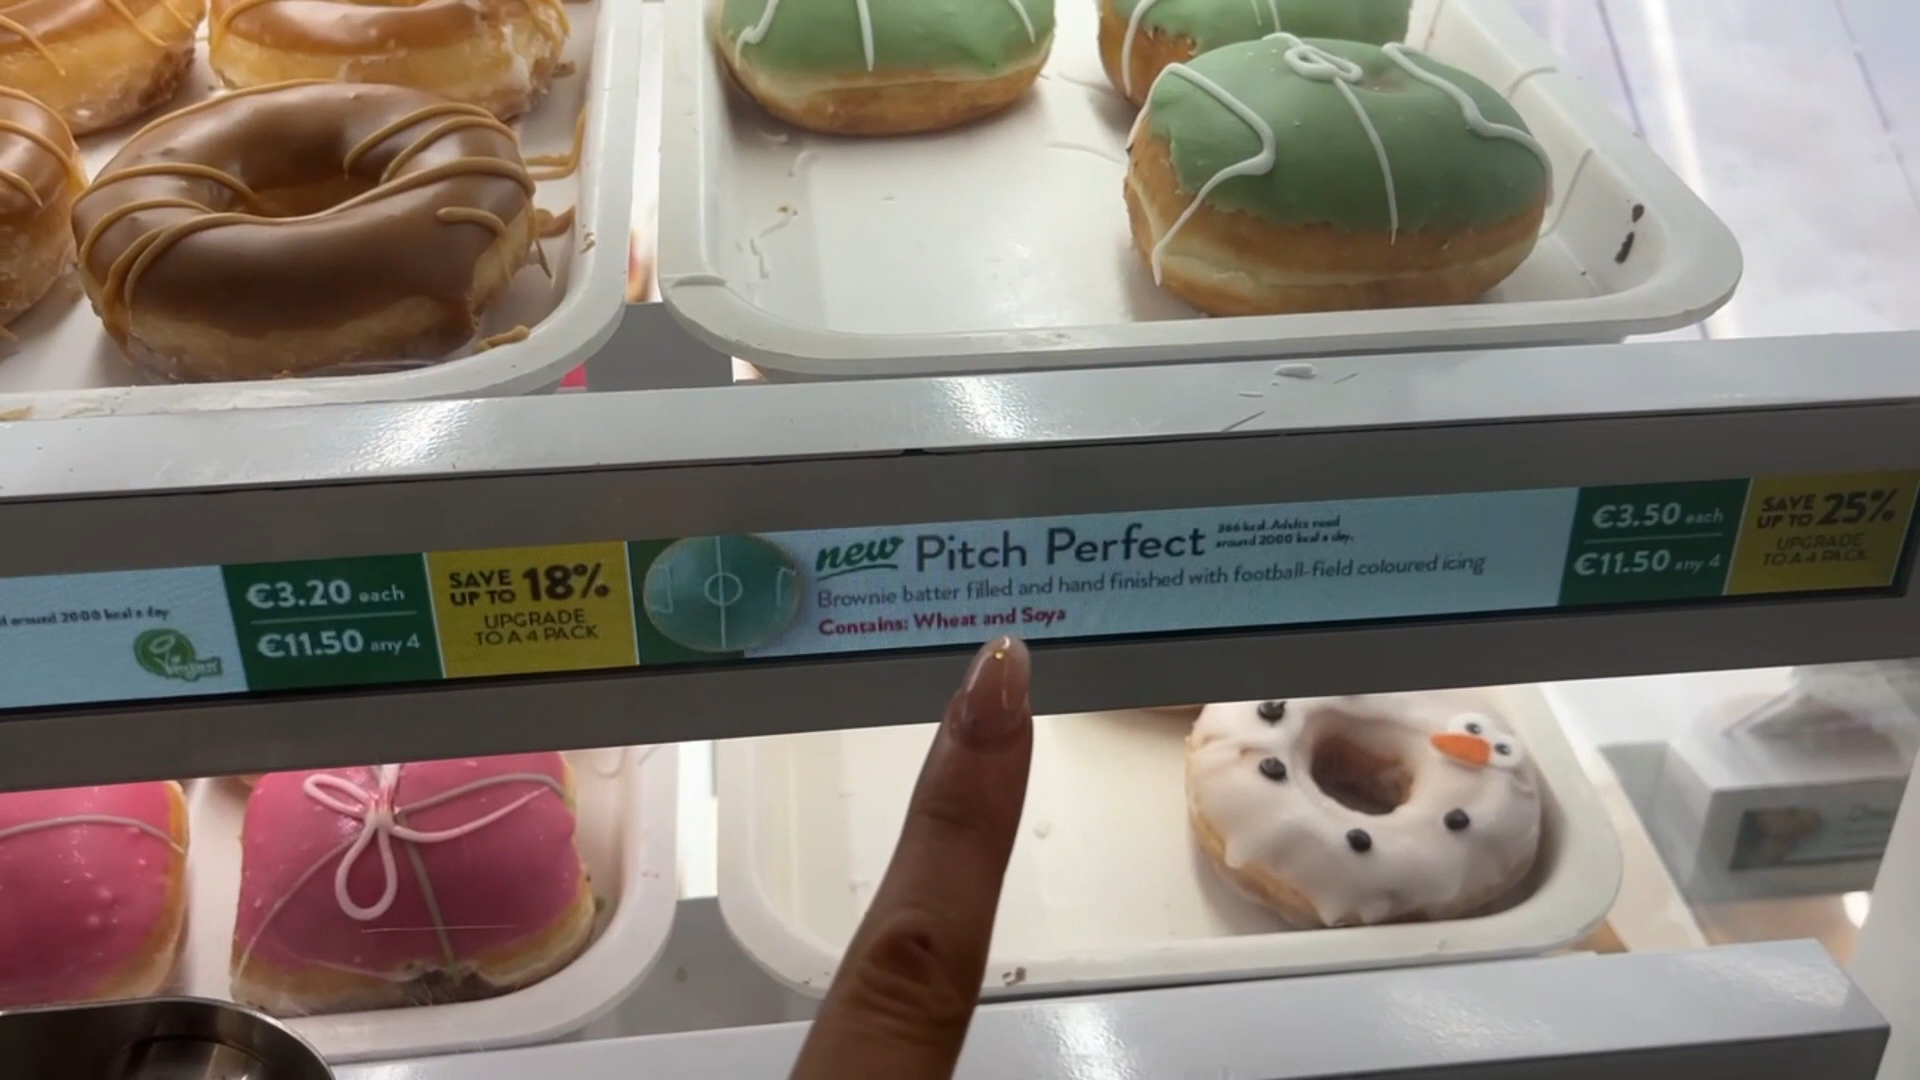 around 2000 kcal a day
Vegan
€3.20 each
€11.50 any 4
SAVE UP TO 18%
UPGRADE
TO A 4 PACK
new Pitch Perfect
366 kcal. Adults need
around 2000 kcal a day.
Brownie batter filled and hand finished with football-field coloured icing
Contains: Wheat and Soya
€3.50 each
€11.50 any 4
SAVE UP TO 25%
UPGRADE
TO A 4 PACK